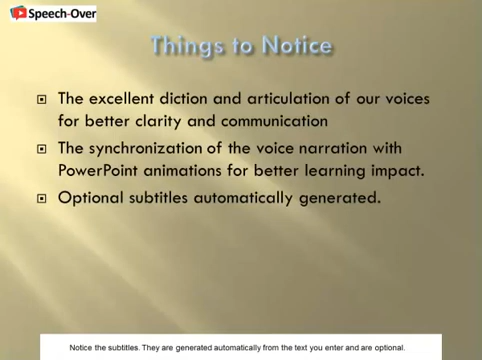 Speech-Over
Things to Notice
The excellent diction and articulation of our voices
for better clarity and communication
The synchronization of the voice narration with
PowerPoint animations for better learning impact.
Optional subtitles automatically generated.
Notice the subtitles. They are generated automatically from the text you enter and are optional.